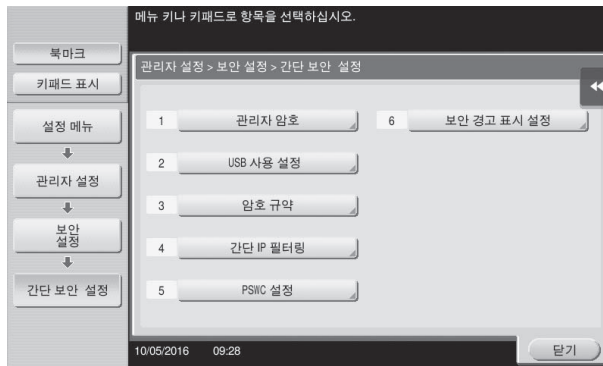 메뉴 키나 키패드로 항목을 선택하십시오.
북마크
키패드 표시
설정 메뉴
관리자 설정
보안
설정
간단 보안 설정
관리자 설정 > 보안 설정 > 간단 보안 설정
1 관리자 암호
2 USB 사용 설정
3 암호 규약
4 간단 IP 필터링
5 PSWC 설정
6 보안 경고 표시 설정
10/05/2016 09:28
닫기